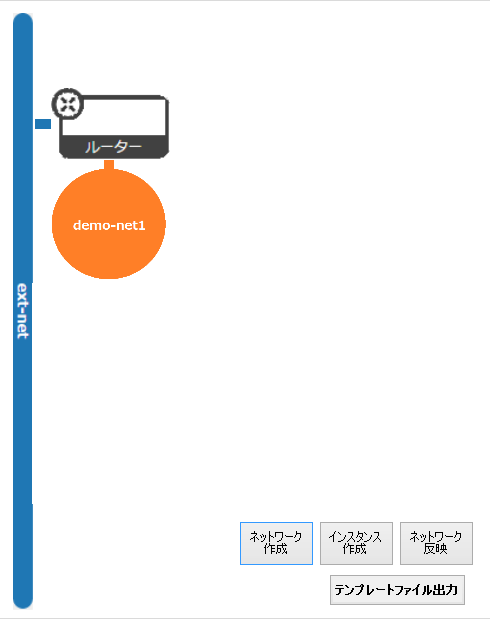 ルーター
demo-net1
ext-net
ネットワーク
作成
インスタンス
作成
ネットワーク
反映
テンプレートファイル出力